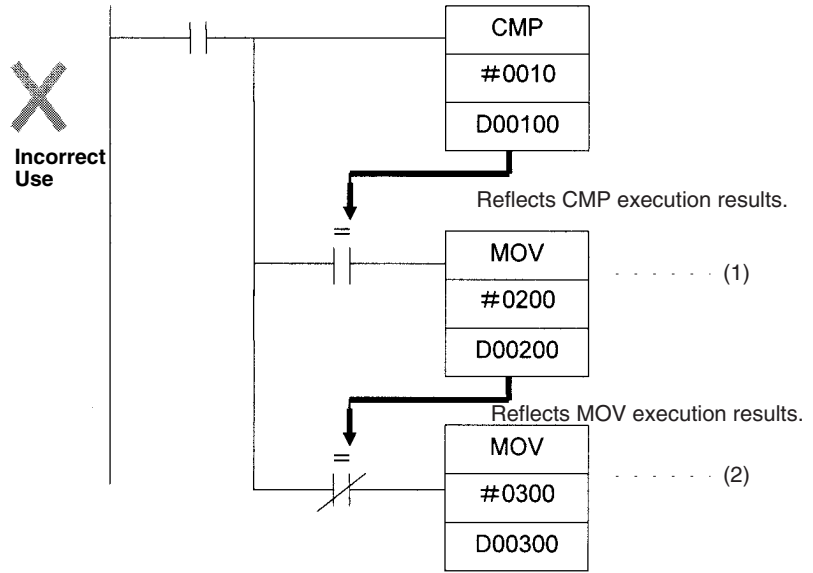 CMP
#0010
D00100
Incorrect
Use
Reflects CMP execution results.
=
MOV
(1)
#0200
D00200
Reflects MOV execution results.
=
MOV
(2)
#0300
D00300